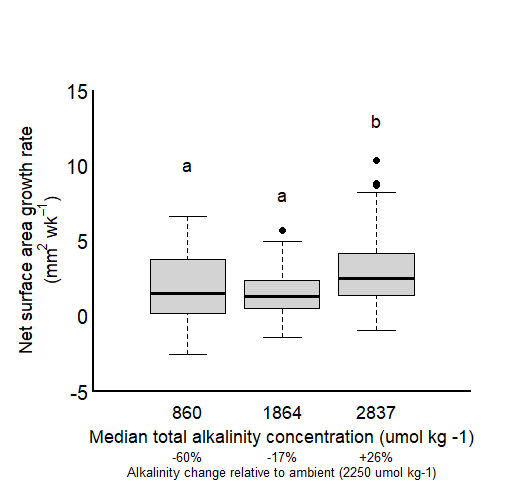 15
10
5
0
-5
Net surface area growth rate
(mm² wk⁻¹)
b
a
a
860 1864 2837
Median total alkalinity concentration (umol kg -1)
-60% -17% +26%
Alkalinity change relative to ambient (2250 umol kg-1)